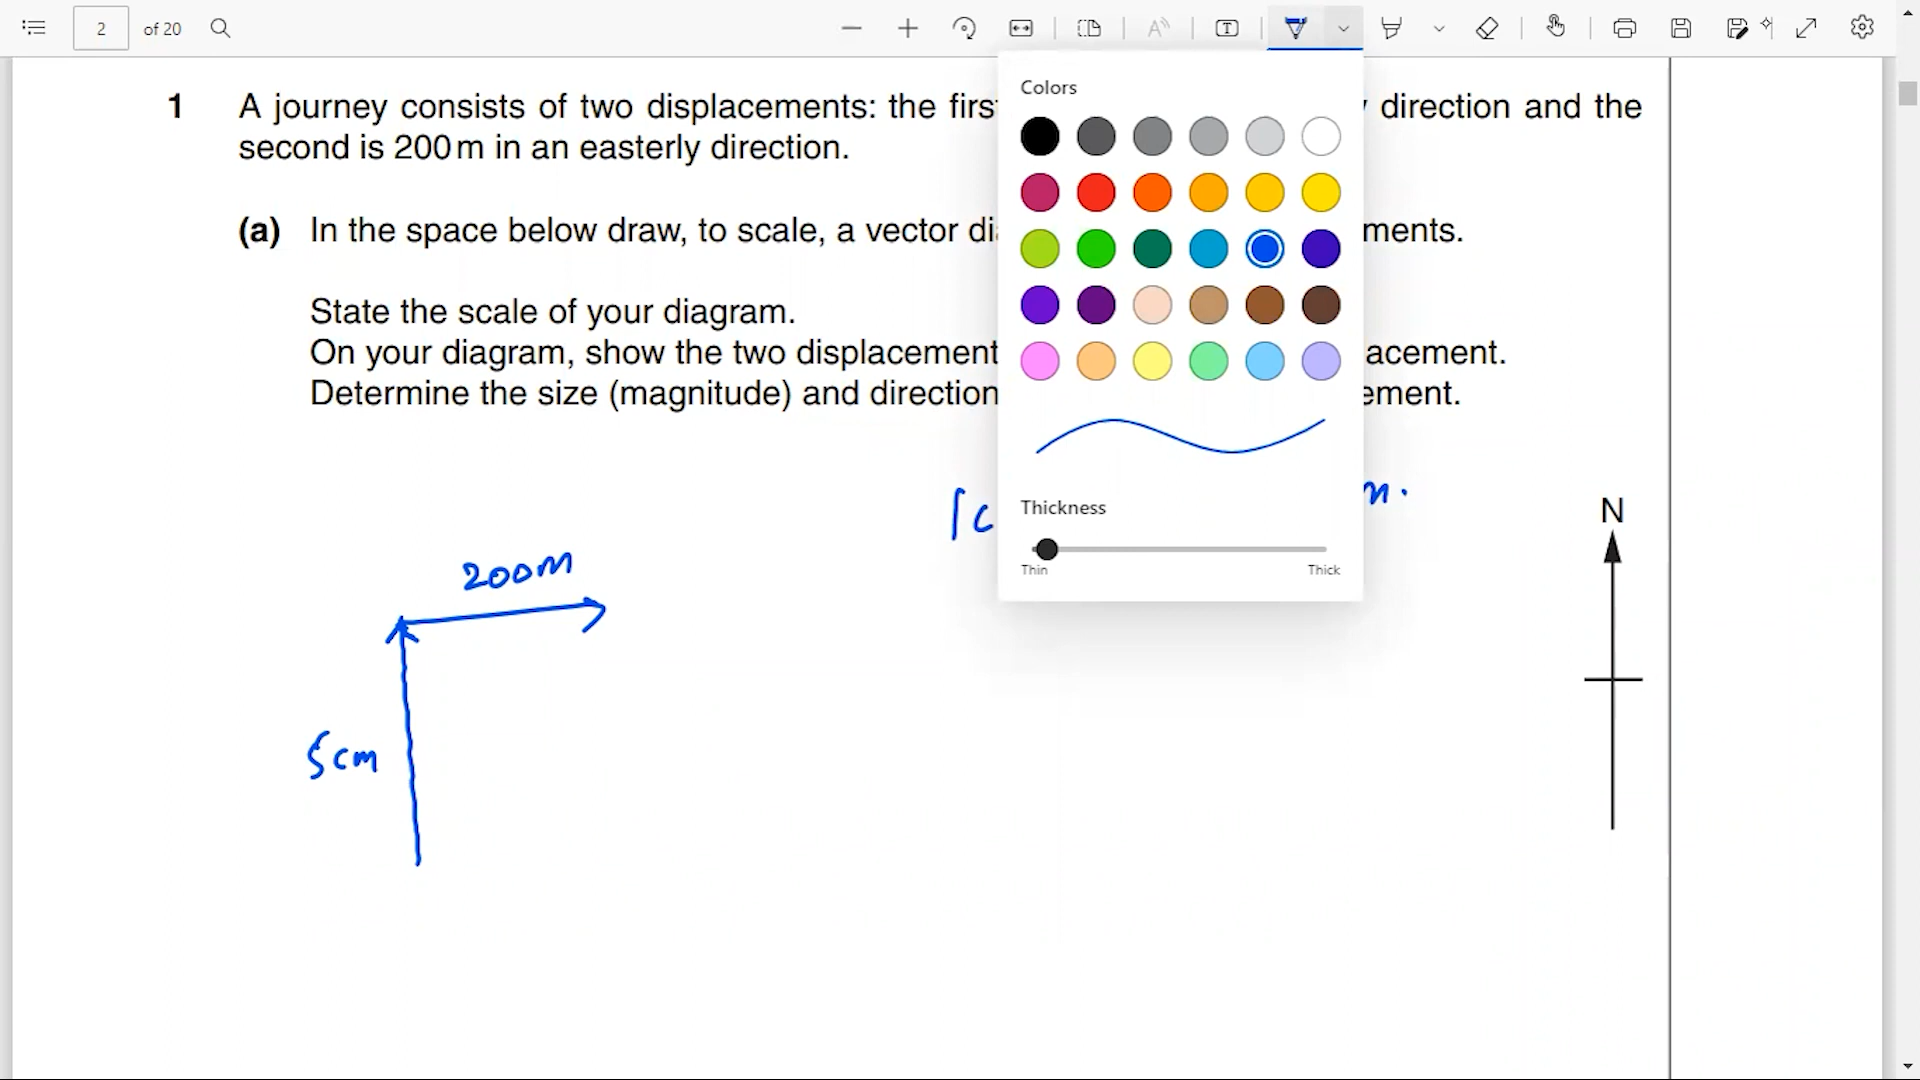 2 of 20
Colors
1 A journey consists of two displacements: the firs direction and the
second is 200 m in an easterly direction.
(a) In the space below draw, to scale, a vector di ments.
State the scale of your diagram.
On your diagram, show the two displacement acement.
Determine the size (magnitude) and direction ement.
1c m.
Thickness
Thin Thick
N
200m
5cm